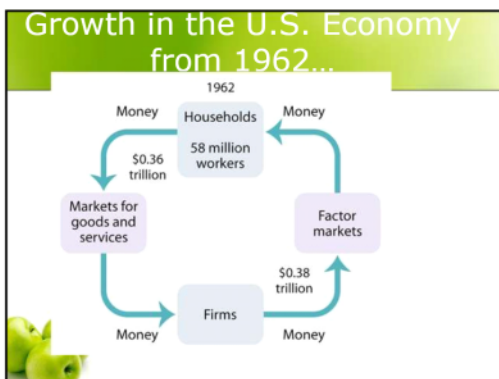 Growth in the U.S. Economy
from 1962...
1962
Money
Households
Money
58 million
workers
$0.36
trillion
Markets for
goods and
services
Factor
markets
$0.38
trillion
Firms
Money
Money